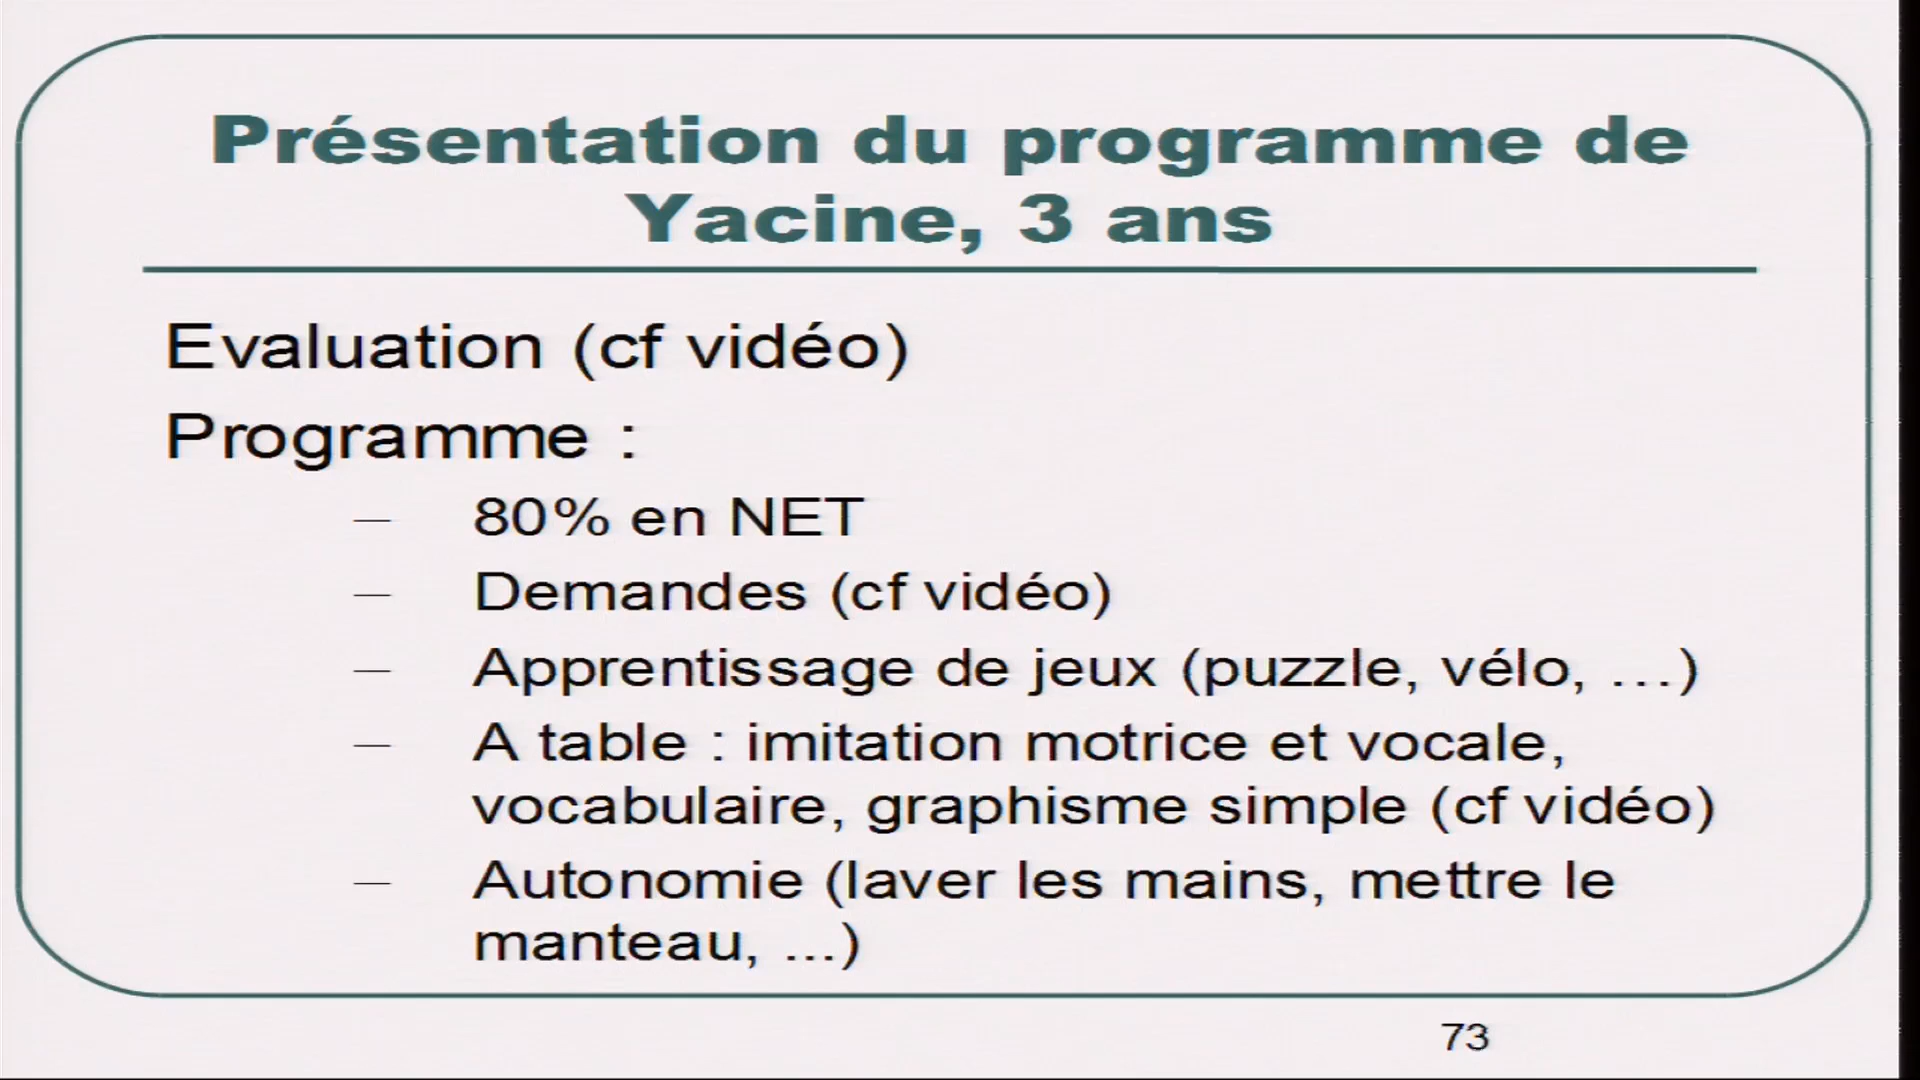 Présentation du programme de
Yacine, 3 ans
Evaluation (cf vidéo)
Programme :
– 80% en NET
– Demandes (cf vidéo)
– Apprentissage de jeux (puzzle, vélo, ...)
– A table : imitation motrice et vocale,
vocabulaire, graphisme simple (cf vidéo)
– Autonomie (laver les mains, mettre le
manteau, ...)
73